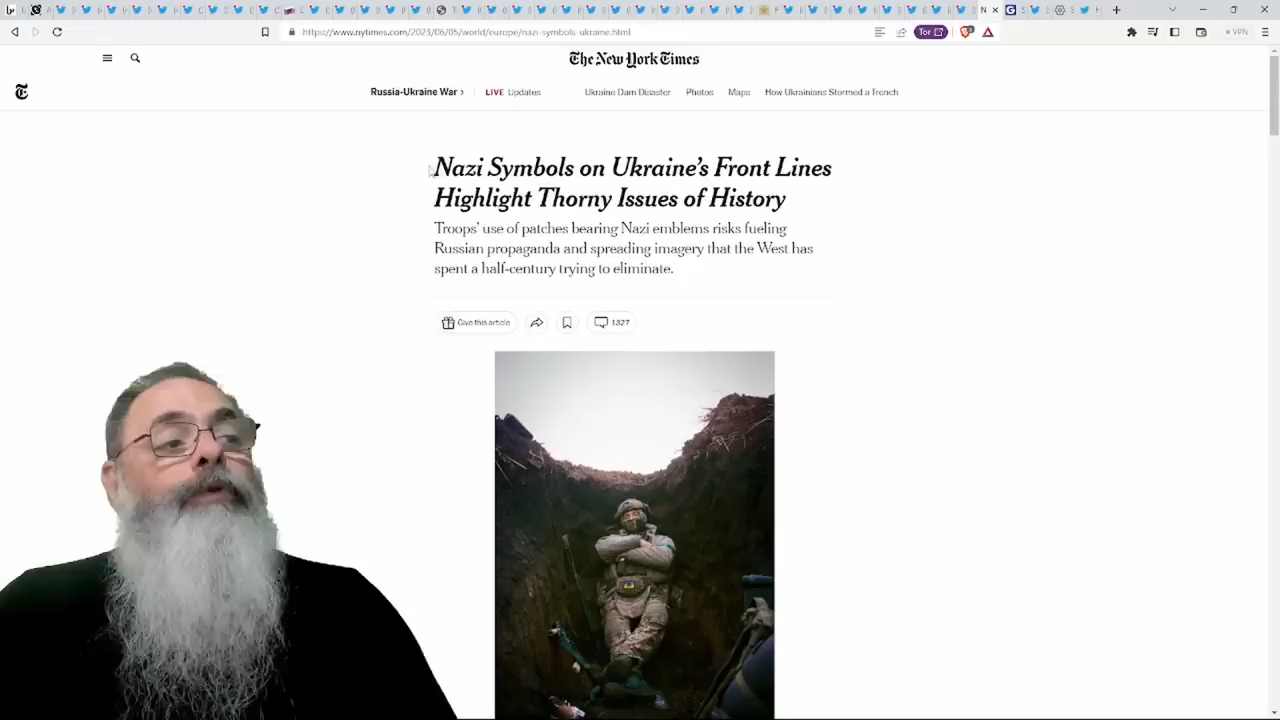 https://www.nytimes.com/2023/06/05/world/europe/nazi-symbols-ukraine.html
Tor
VPN
The New York Times
Russia-Ukraine War
LIVE Updates
Ukraine Dam Disaster
Photos
Maps
How Ukrainians Stormed a Trench
Nazi Symbols on Ukraine's Front Lines
Highlight Thorny Issues of History
Troops' use of patches bearing Nazi emblems risks fueling
Russian propaganda and spreading imagery that the West has
spent a half-century trying to eliminate.
Give this article
1327